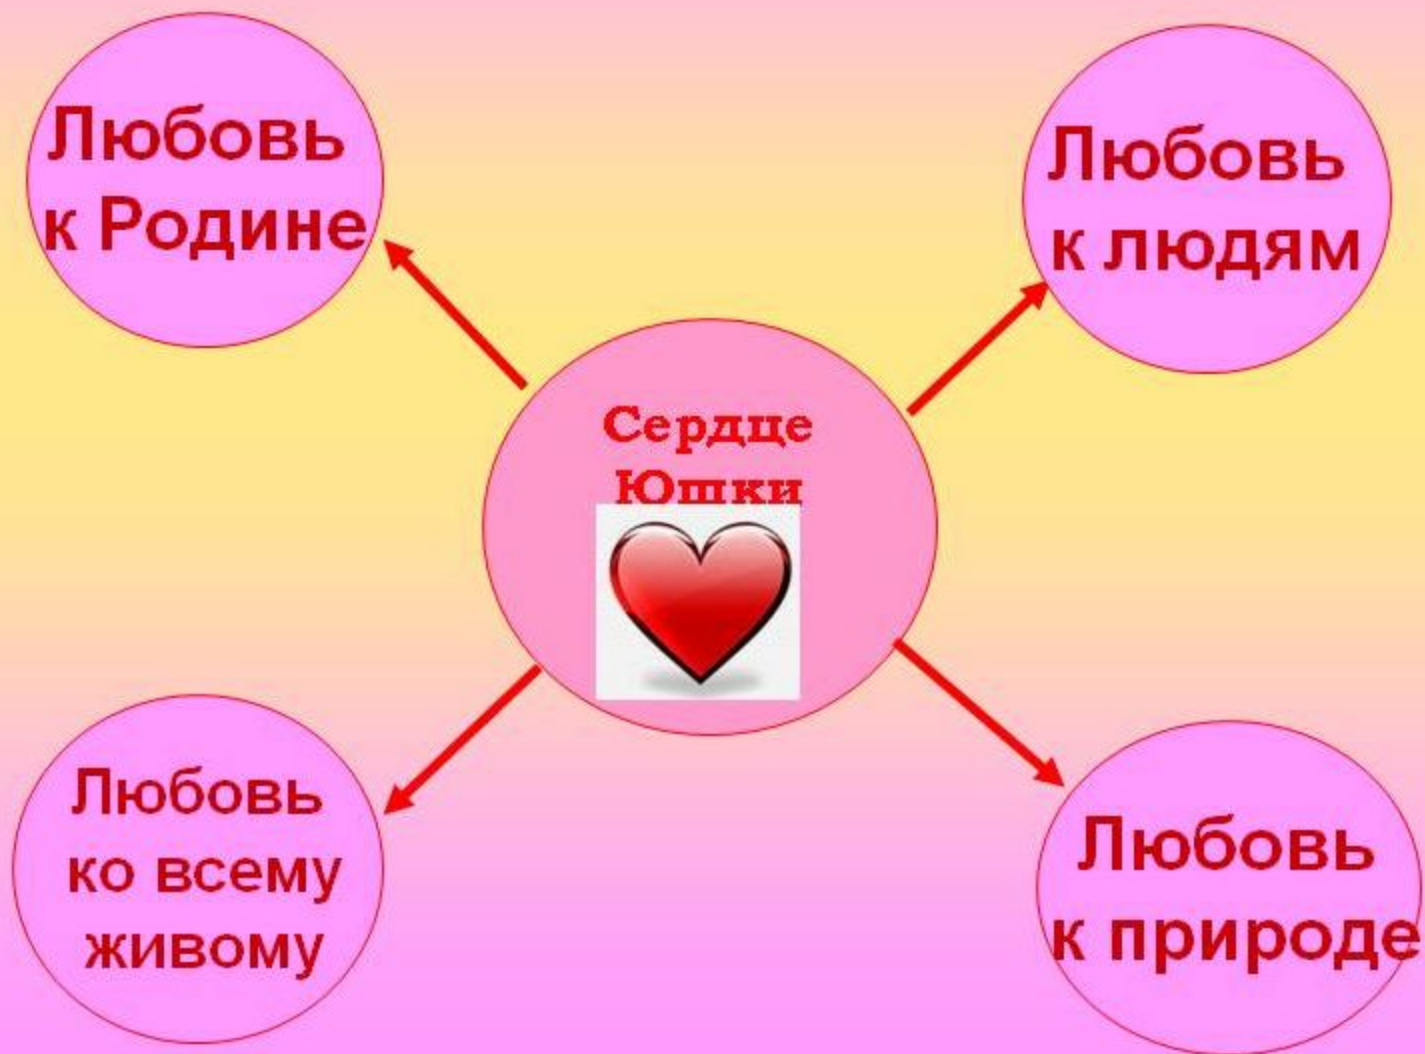 Любовь
к Родине
Любовь
к людям
Сердце
Юшки
Любовь
ко всему
живому
Любовь
к природе